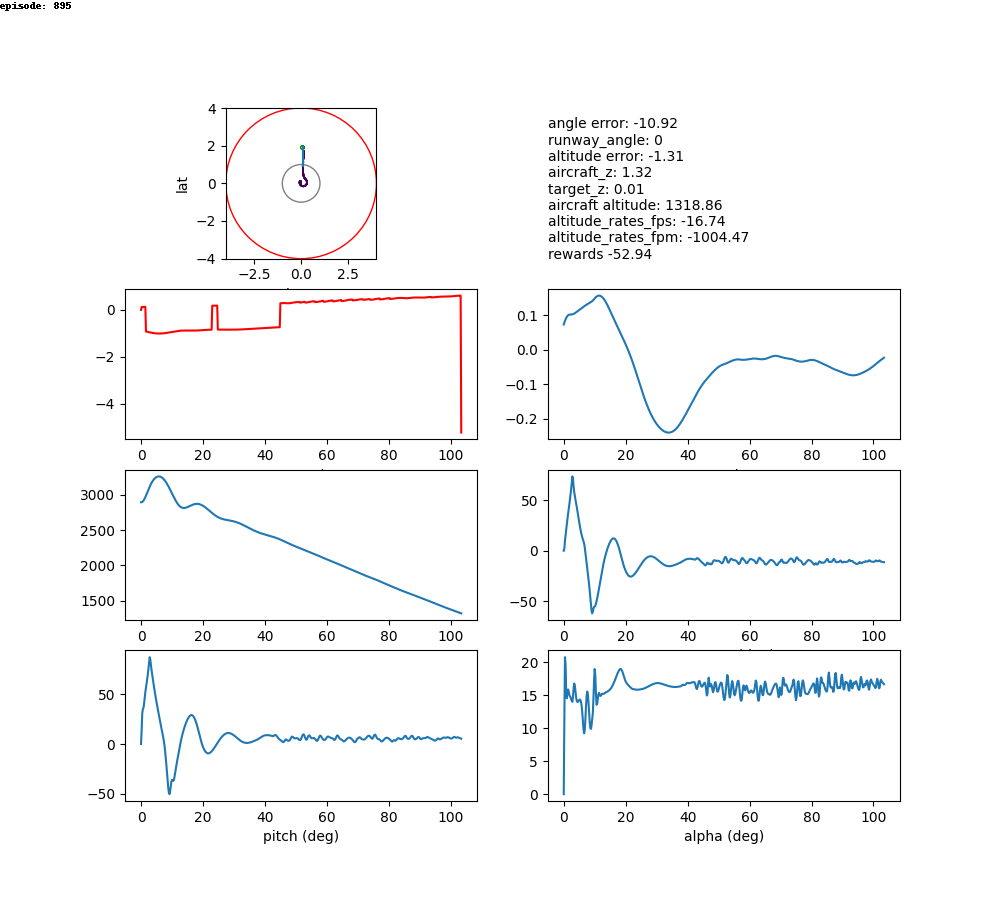 episode: 895
4
2
0
−2
−4
lat
−2.5
0.0
2.5
angle error: -10.92
runway_angle: 0
altitude error: -1.31
aircraft_z: 1.32
target_z: 0.01
aircraft altitude: 1318.86
altitude_rates_fps: -16.74
altitude_rates_fpm: -1004.47
rewards -52.94
0
−2
−4
0 20 40 60 80 100
0.1
0.0
−0.1
−0.2
0 20 40 60 80 100
3000
2500
2000
1500
0 20 40 60 80 100
50
0
−50
0 20 40 60 80 100
50
0
−50
0 20 40 60 80 100
pitch (deg)
20
15
10
5
0
0 20 40 60 80 100
alpha (deg)